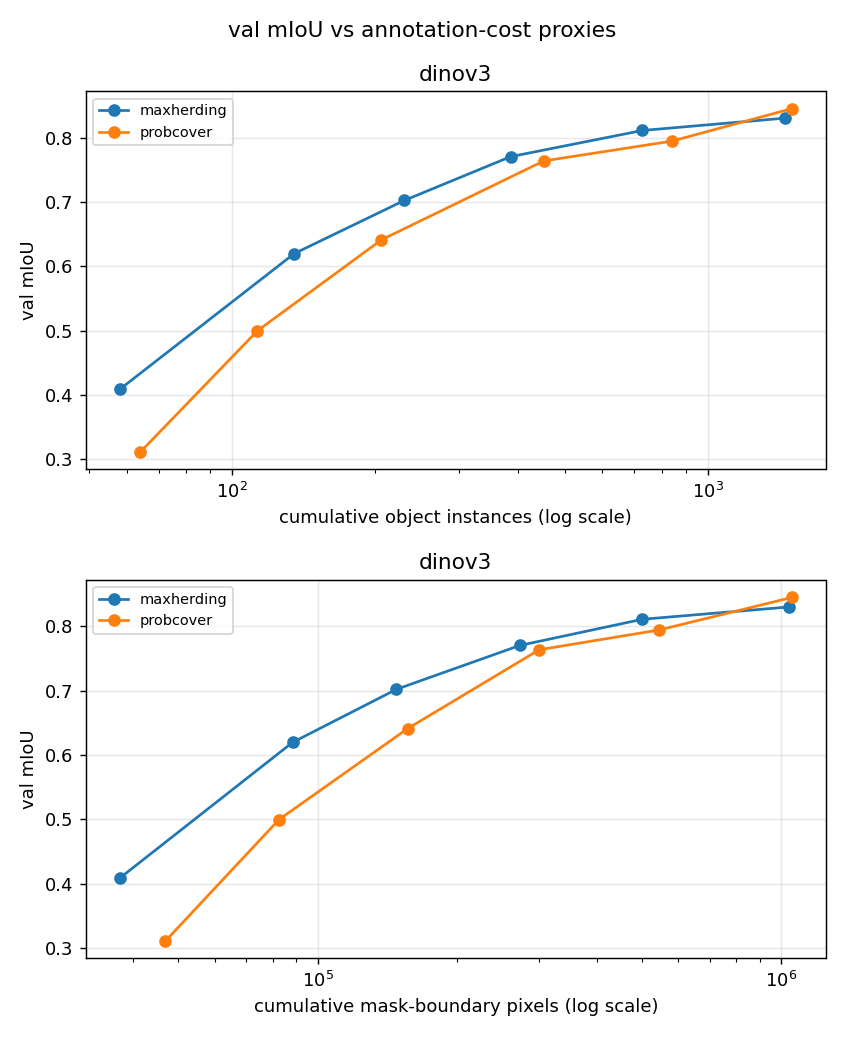 val mIoU vs annotation-cost proxies
dinov3
maxherding
probcover
0.8
0.7
0.6
0.5
0.4
0.3
val mIoU
10²
10³
cumulative object instances (log scale)
dinov3
maxherding
probcover
0.8
0.7
0.6
0.5
0.4
0.3
val mIoU
10⁵
10⁶
cumulative mask-boundary pixels (log scale)